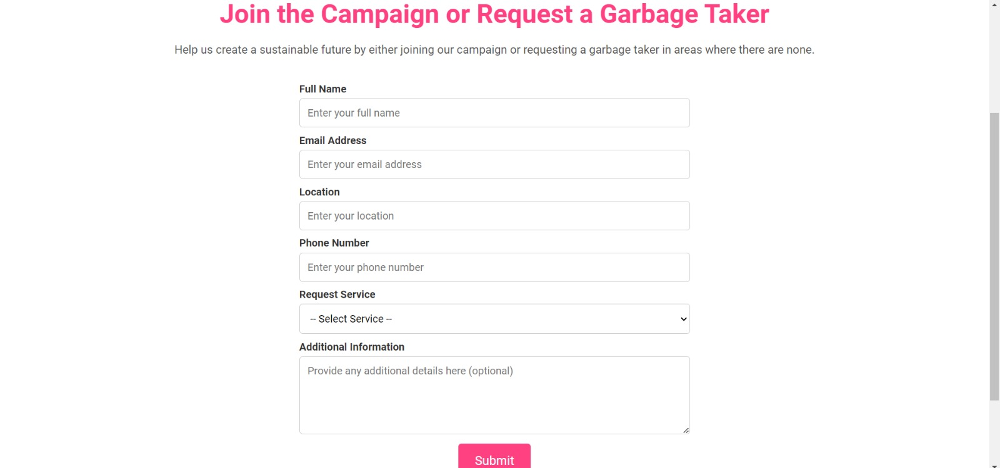 Join the Campaign or Request a Garbage Taker
Help us create a sustainable future by either joining our campaign or requesting a garbage taker in areas where there are none.
Full Name
Enter your full name
Email Address
Enter your email address
Location
Enter your location
Phone Number
Enter your phone number
Request Service
-- Select Service --
Additional Information
Provide any additional details here (optional)
Submit